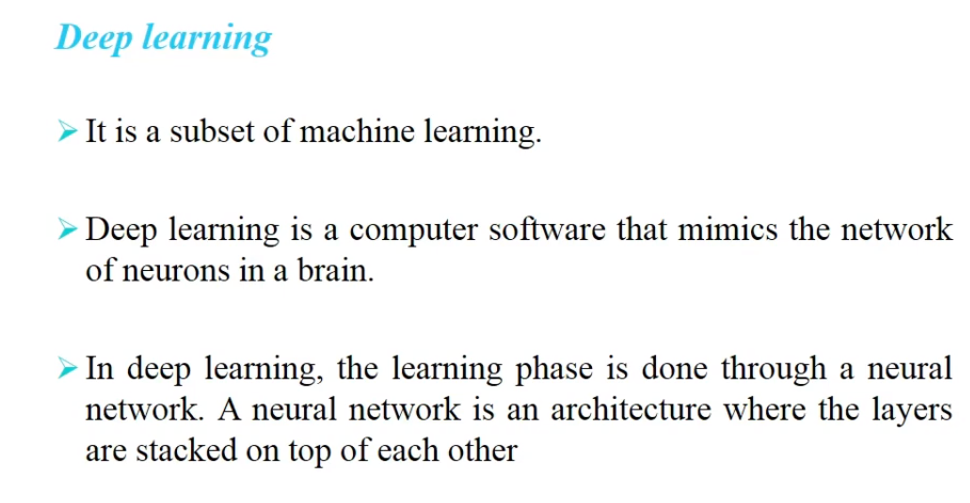 Deep learning
➢ It is a subset of machine learning.
➢ Deep learning is a computer software that mimics the network
of neurons in a brain.
➢ In deep learning, the learning phase is done through a neural
network. A neural network is an architecture where the layers
are stacked on top of each other